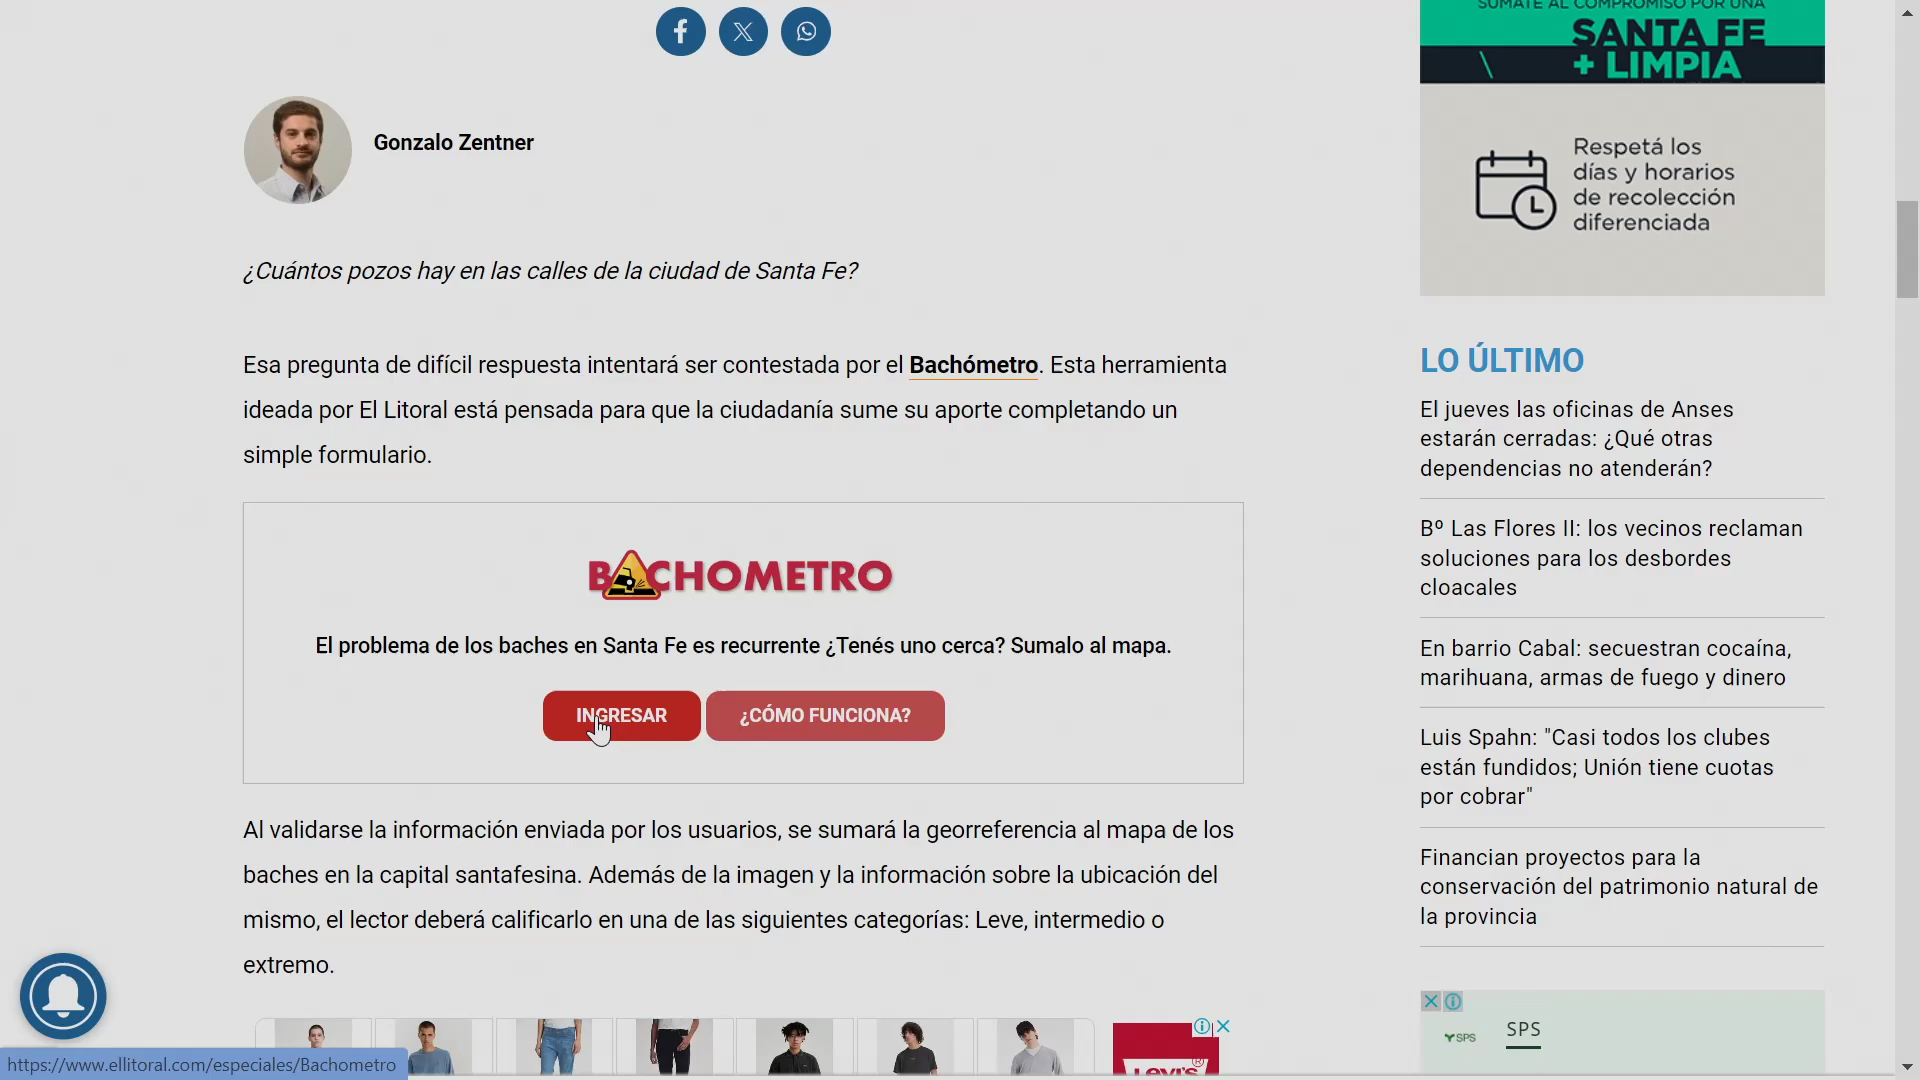 SUMATE AL COMPROMISO POR UNA
SANTA FE
+ LIMPIA
Respetá los
días y horarios
de recolección
diferenciada
Gonzalo Zentner
¿Cuántos pozos hay en las calles de la ciudad de Santa Fe?
Esa pregunta de difícil respuesta intentará ser contestada por el Bachómetro. Esta herramienta
ideada por El Litoral está pensada para que la ciudadanía sume su aporte completando un
simple formulario.
BACHOMETRO
El problema de los baches en Santa Fe es recurrente ¿Tenés uno cerca? Sumalo al mapa.
INGRESAR
¿CÓMO FUNCIONA?
Al validarse la información enviada por los usuarios, se sumará la georreferencia al mapa de los
baches en la capital santafesina. Además de la imagen y la información sobre la ubicación del
mismo, el lector deberá calificarlo en una de las siguientes categorías: Leve, intermedio o
extremo.
LO ÚLTIMO
El jueves las oficinas de Anses
estarán cerradas: ¿Qué otras
dependencias no atenderán?
Bº Las Flores II: los vecinos reclaman
soluciones para los desbordes
cloacales
En barrio Cabal: secuestran cocaína,
marihuana, armas de fuego y dinero
Luis Spahn: "Casi todos los clubes
están fundidos; Unión tiene cuotas
por cobrar"
Financian proyectos para la
conservación del patrimonio natural de
la provincia
SPS
SPS
Levi's®
https://www.ellitoral.com/especiales/Bachometro